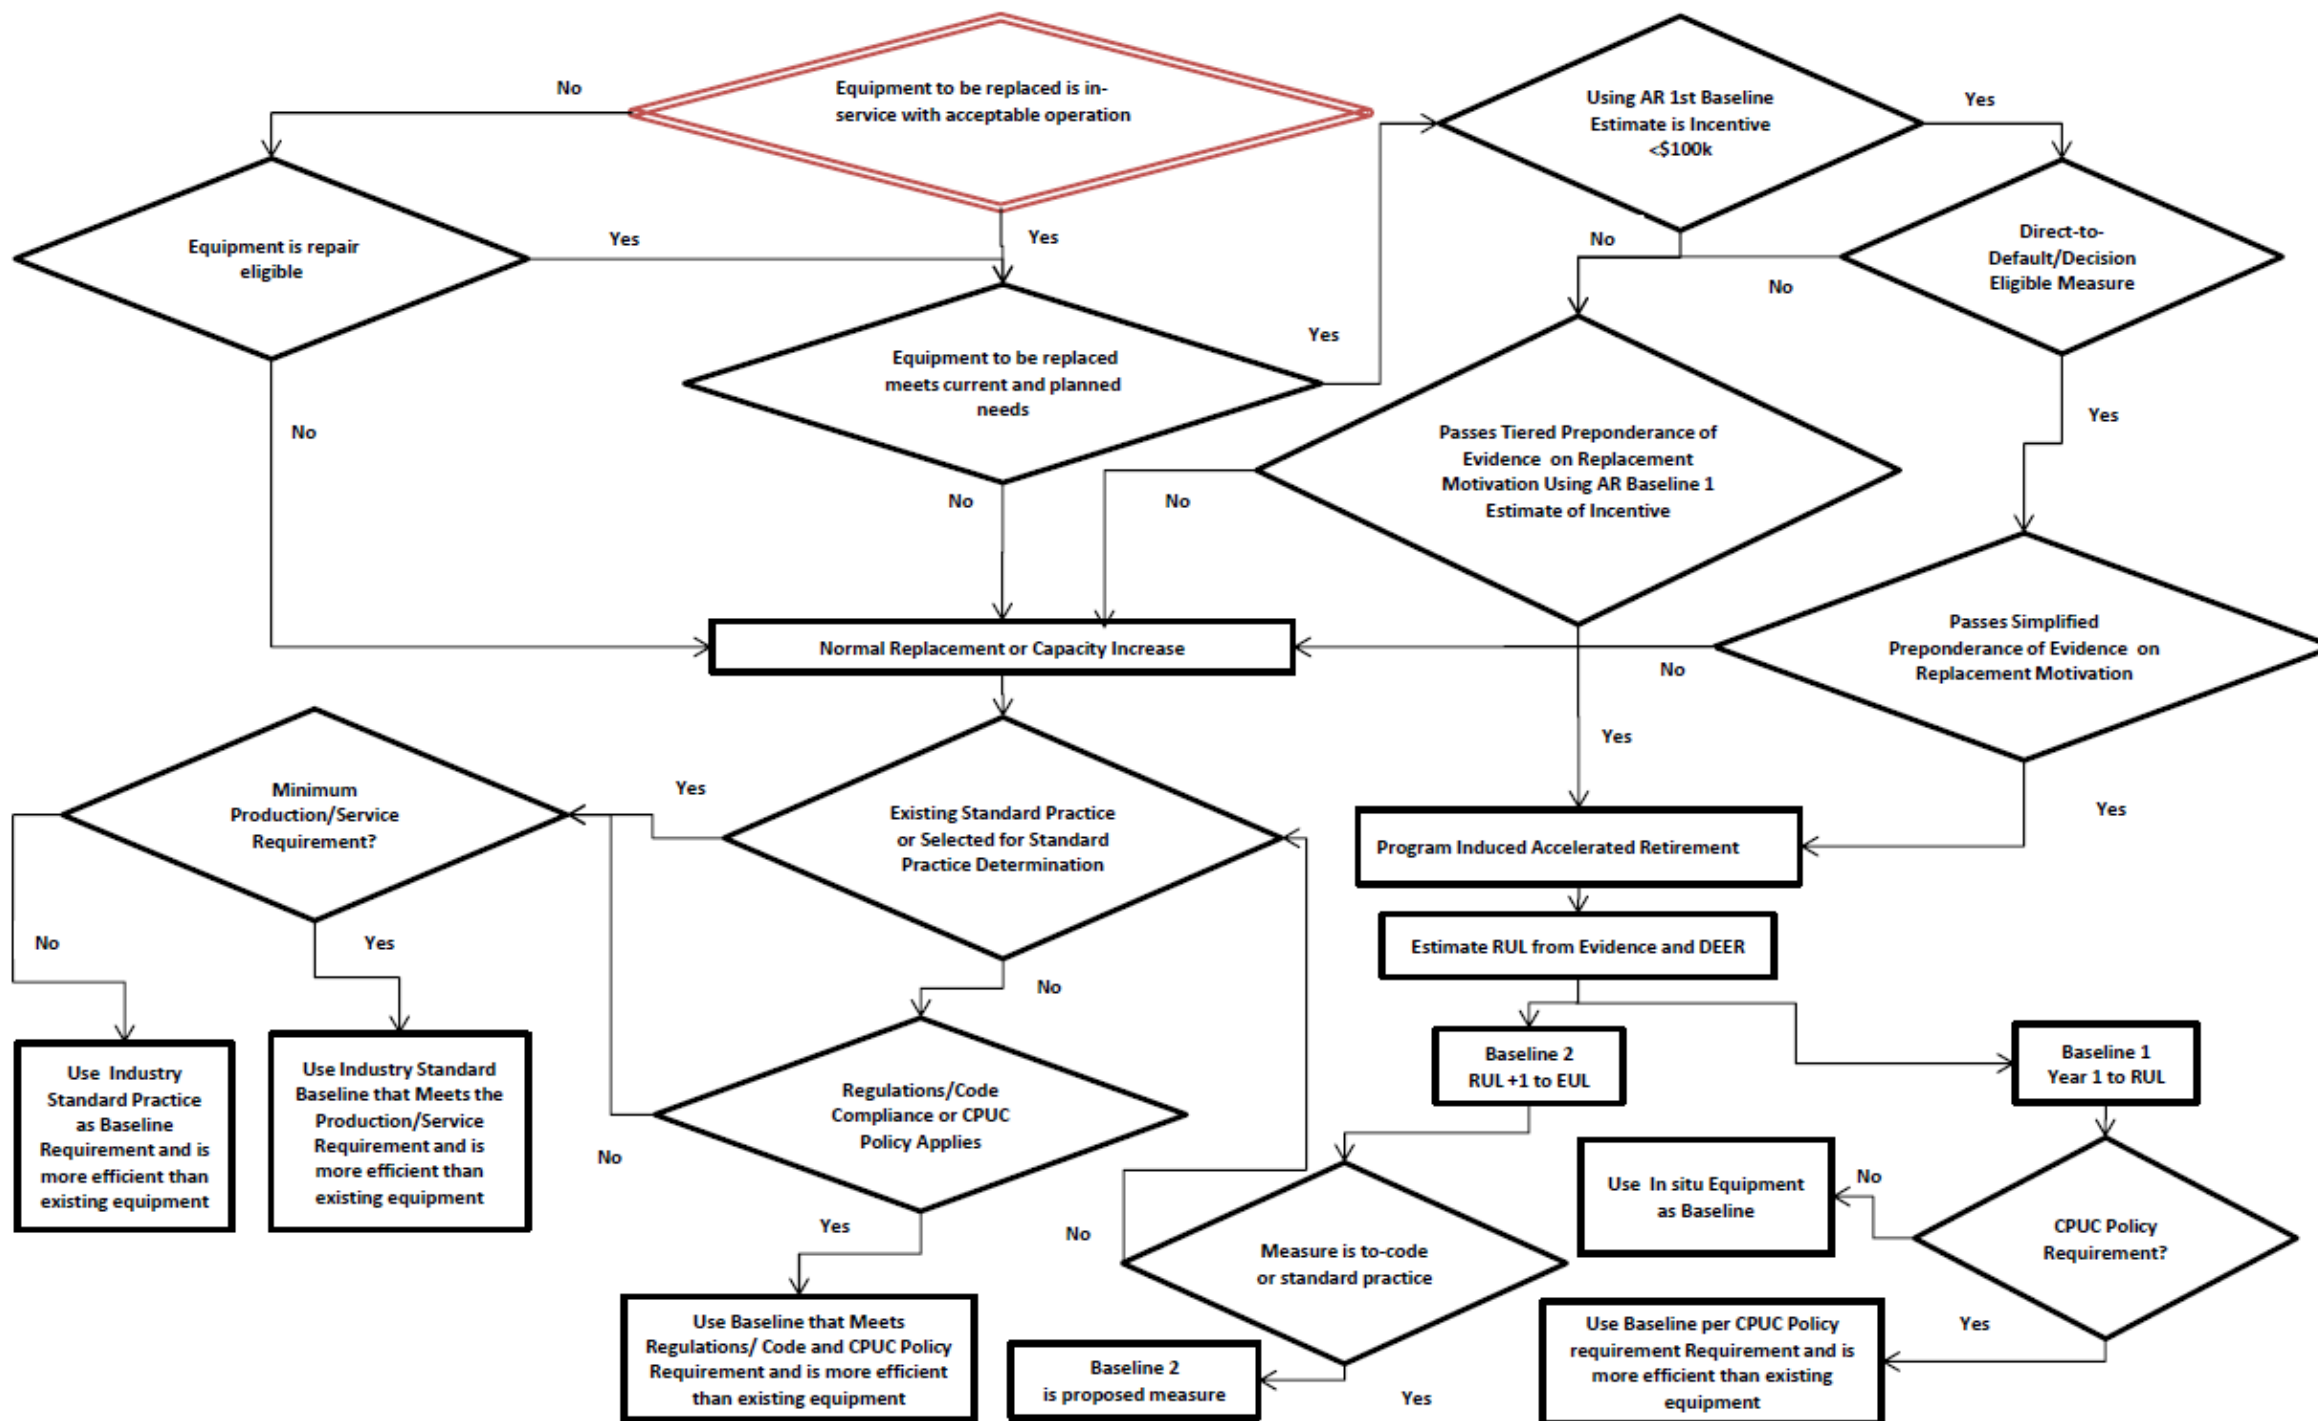 No
Equipment to be replaced is in-
service with acceptable operation
Using AR 1st Baseline
Estimate is Incentive
<$100k
Yes
Equipment is repair
eligible
Yes
Yes
No
Direct-to-
Default/Decision
Eligible Measure
No
Yes
Equipment to be replaced
meets current and planned
needs
No
Yes
Passes Tiered Preponderance of
Evidence on Replacement
Motivation Using AR Baseline 1
Estimate of Incentive
No
No
Normal Replacement or Capacity Increase
Passes Simplified
Preponderance of Evidence on
Replacement Motivation
No
Yes
Yes
Minimum
Production/Service
Requirement?
Yes
Existing Standard Practice
or Selected for Standard
Practice Determination
Program Induced Accelerated Retirement
No
Yes
Estimate RUL from Evidence and DEER
No
Use Industry
Standard Practice
as Baseline
Requirement and is
more efficient than
existing equipment
Use Industry Standard
Baseline that Meets the
Production/Service
Requirement and is
more efficient than
existing equipment
Regulations/Code
Compliance or CPUC
Policy Applies
No
Baseline 2
RUL +1 to EUL
Baseline 1
Year 1 to RUL
Use In situ Equipment
as Baseline
No
CPUC Policy
Requirement?
Yes
No
Measure is to-code
or standard practice
Use Baseline that Meets
Regulations/ Code and CPUC Policy
Requirement and is more efficient
than existing equipment
Baseline 2
is proposed measure
Yes
Use Baseline per CPUC Policy
requirement Requirement and is
more efficient than existing
equipment
Yes